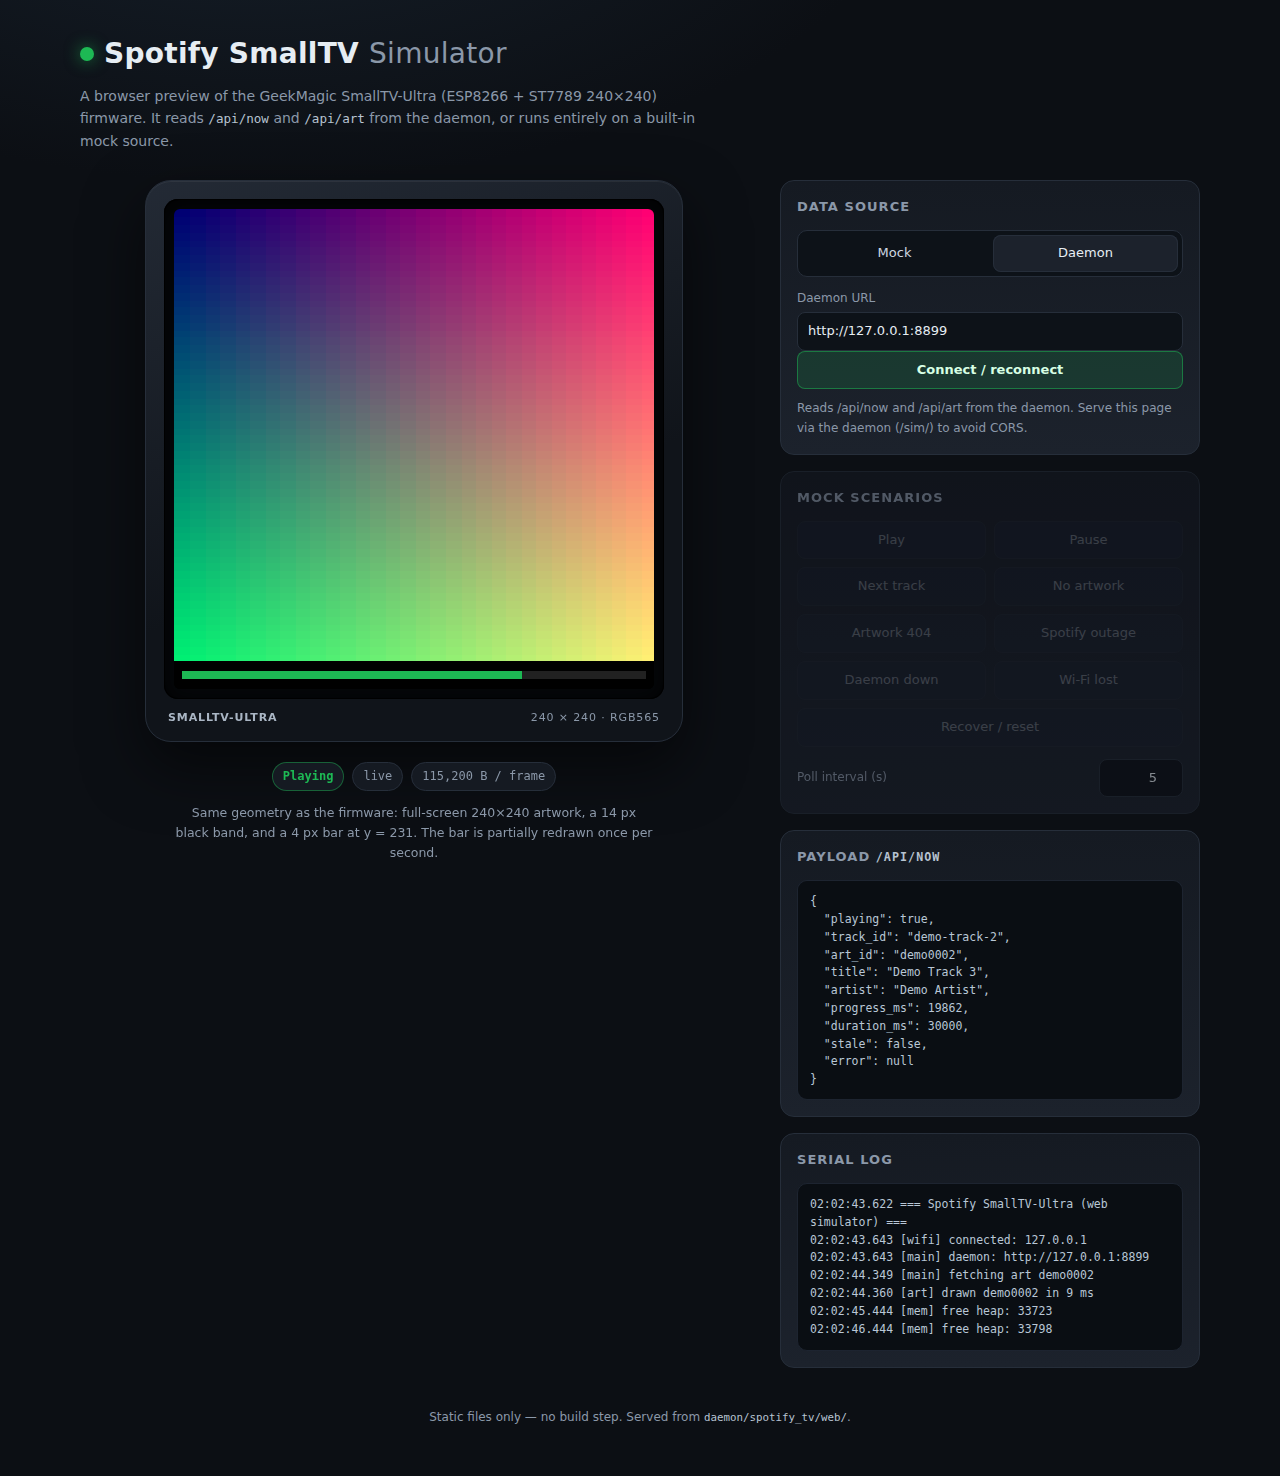 Spotify SmallTV Simulator
A browser preview of the GeekMagic SmallTV-Ultra (ESP8266 + ST7789 240×240)
firmware. It reads /api/now and /api/art from the daemon, or runs entirely on a built-in
mock source.
SMALLTV-ULTRA
240 × 240 · RGB565
Playing
live
115,200 B / frame
Same geometry as the firmware: full-screen 240×240 artwork, a 14 px
black band, and a 4 px bar at y = 231. The bar is partially redrawn once per
second.
DATA SOURCE
Mock
Daemon
Daemon URL
http://127.0.0.1:8899
Connect / reconnect
Reads /api/now and /api/art from the daemon. Serve this page
via the daemon (/sim/) to avoid CORS.
MOCK SCENARIOS
Play
Pause
Next track
No artwork
Artwork 404
Spotify outage
Daemon down
Wi-Fi lost
Recover / reset
Poll interval (s)
5
PAYLOAD /API/NOW
{
"playing": true,
"track_id": "demo-track-2",
"art_id": "demo0002",
"title": "Demo Track 3",
"artist": "Demo Artist",
"progress_ms": 19862,
"duration_ms": 30000,
"stale": false,
"error": null
}
SERIAL LOG
02:02:43.622 === Spotify SmallTV-Ultra (web
simulator) ===
02:02:43.643 [wifi] connected: 127.0.0.1
02:02:43.643 [main] daemon: http://127.0.0.1:8899
02:02:44.349 [main] fetching art demo0002
02:02:44.360 [art] drawn demo0002 in 9 ms
02:02:45.444 [mem] free heap: 33723
02:02:46.444 [mem] free heap: 33798
Static files only — no build step. Served from daemon/spotify_tv/web/.